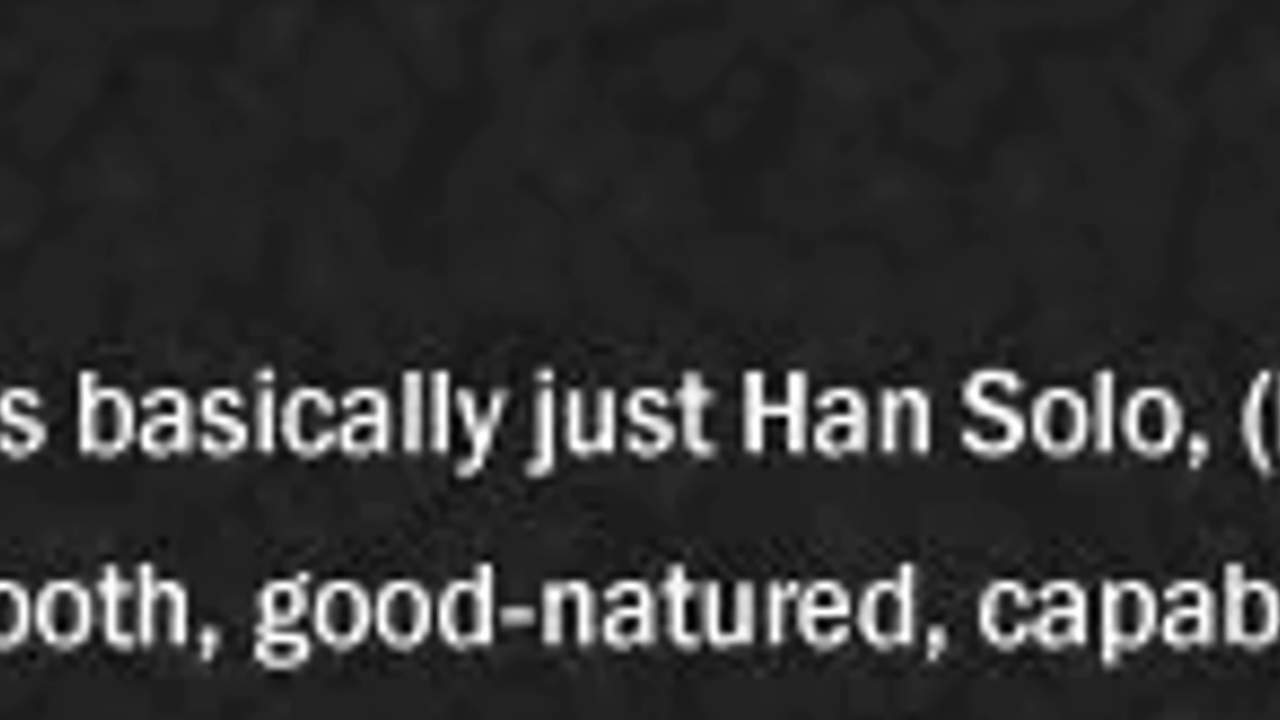 s basically just Han Solo, (
ooth, good-natured, capab